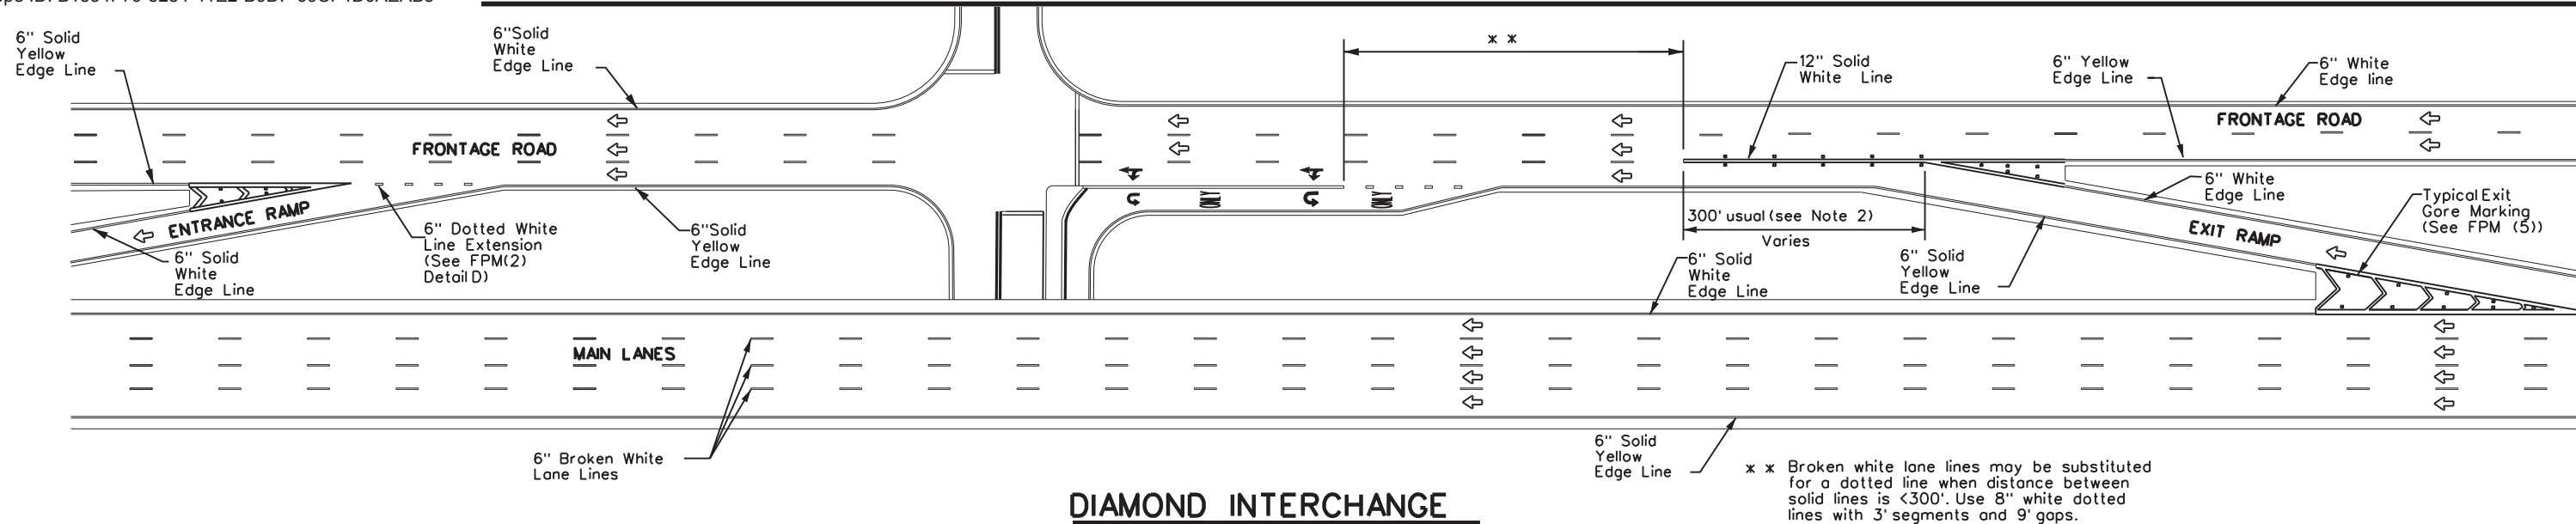 6" Solid
Yellow
Edge Line
6"Solid
White
Edge Line
* *
12" Solid
White Line
6" Yellow
Edge Line
6" White
Edge line
FRONTAGE ROAD
FRONTAGE ROAD
ONLY
ONLY
6" White
Edge Line
Typical Exit
Gore Marking
(See FPM (5))
ENTRANCE RAMP
6" Dotted White
Line Extension
(See FPM(2)
Detail D)
6"Solid
Yellow
Edge Line
300' usual (see Note 2)
Varies
EXIT RAMP
6" Solid
White
Edge Line
6" Solid
White
Edge Line
6" Solid
Yellow
Edge Line
MAIN LANES
6" Broken White
Lane Lines
6" Solid
Yellow
Edge Line
* * Broken white lane lines may be substituted
for a dotted line when distance between
solid lines is <300'. Use 8" white dotted
lines with 3' segments and 9' gaps.
DIAMOND INTERCHANGE